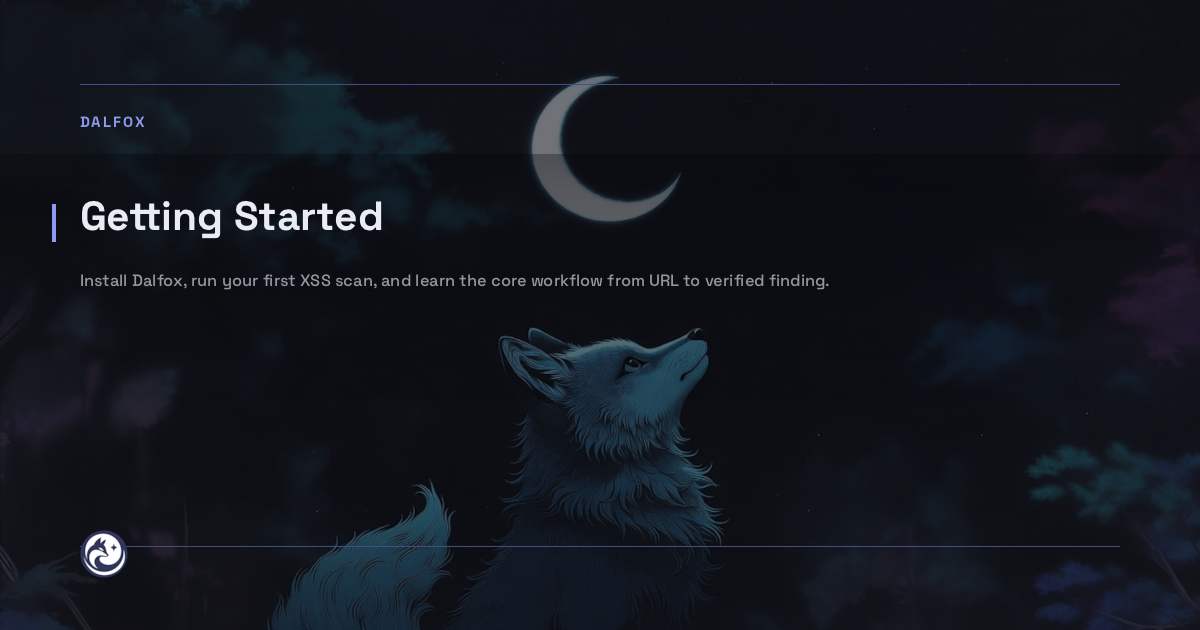 DALFOX
Getting Started
Install Dalfox, run your first XSS scan, and learn the core workflow from URL to verified finding.